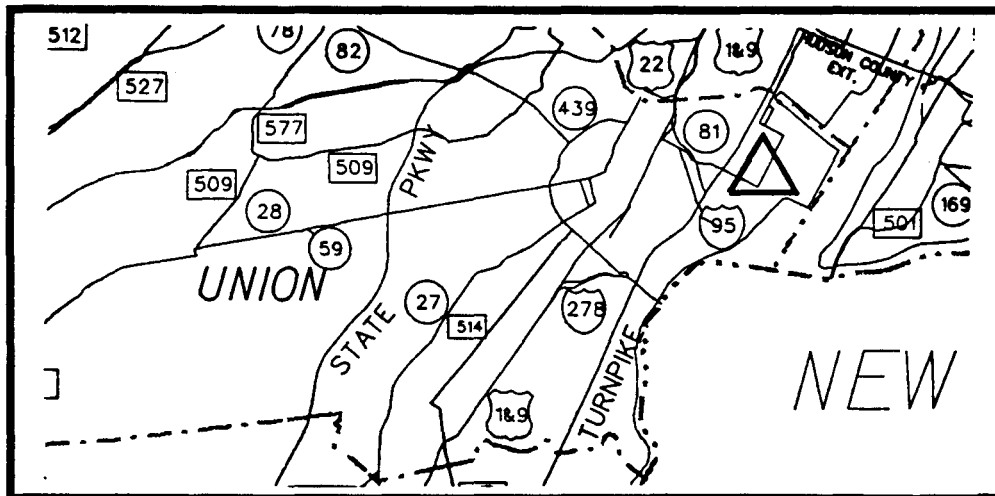 512
78
82
22
1&9
HUDSON COUNTY
EXT.
527
439
81
577
509
PKWY
509
28
59
95
501
169
UNION
27
514
278
STATE
TURNPIKE
NEW
1&9